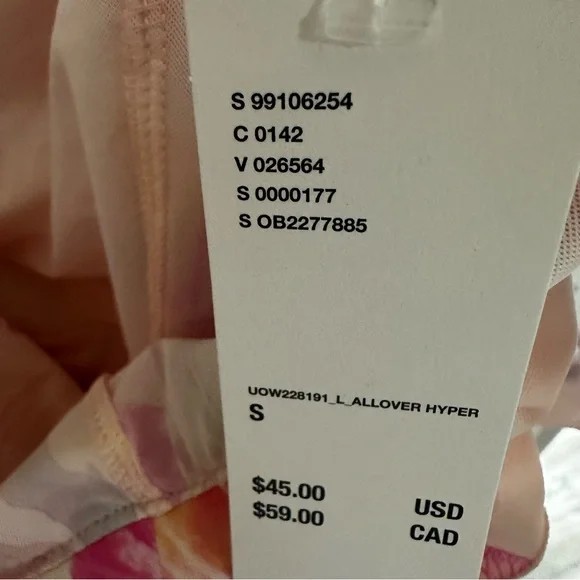 S 99106254
C 0142
V 026564
S 0000177
S OB2277885
UOW228191_L_ALLOVER HYPER
S
$45.00 USD
$59.00 CAD